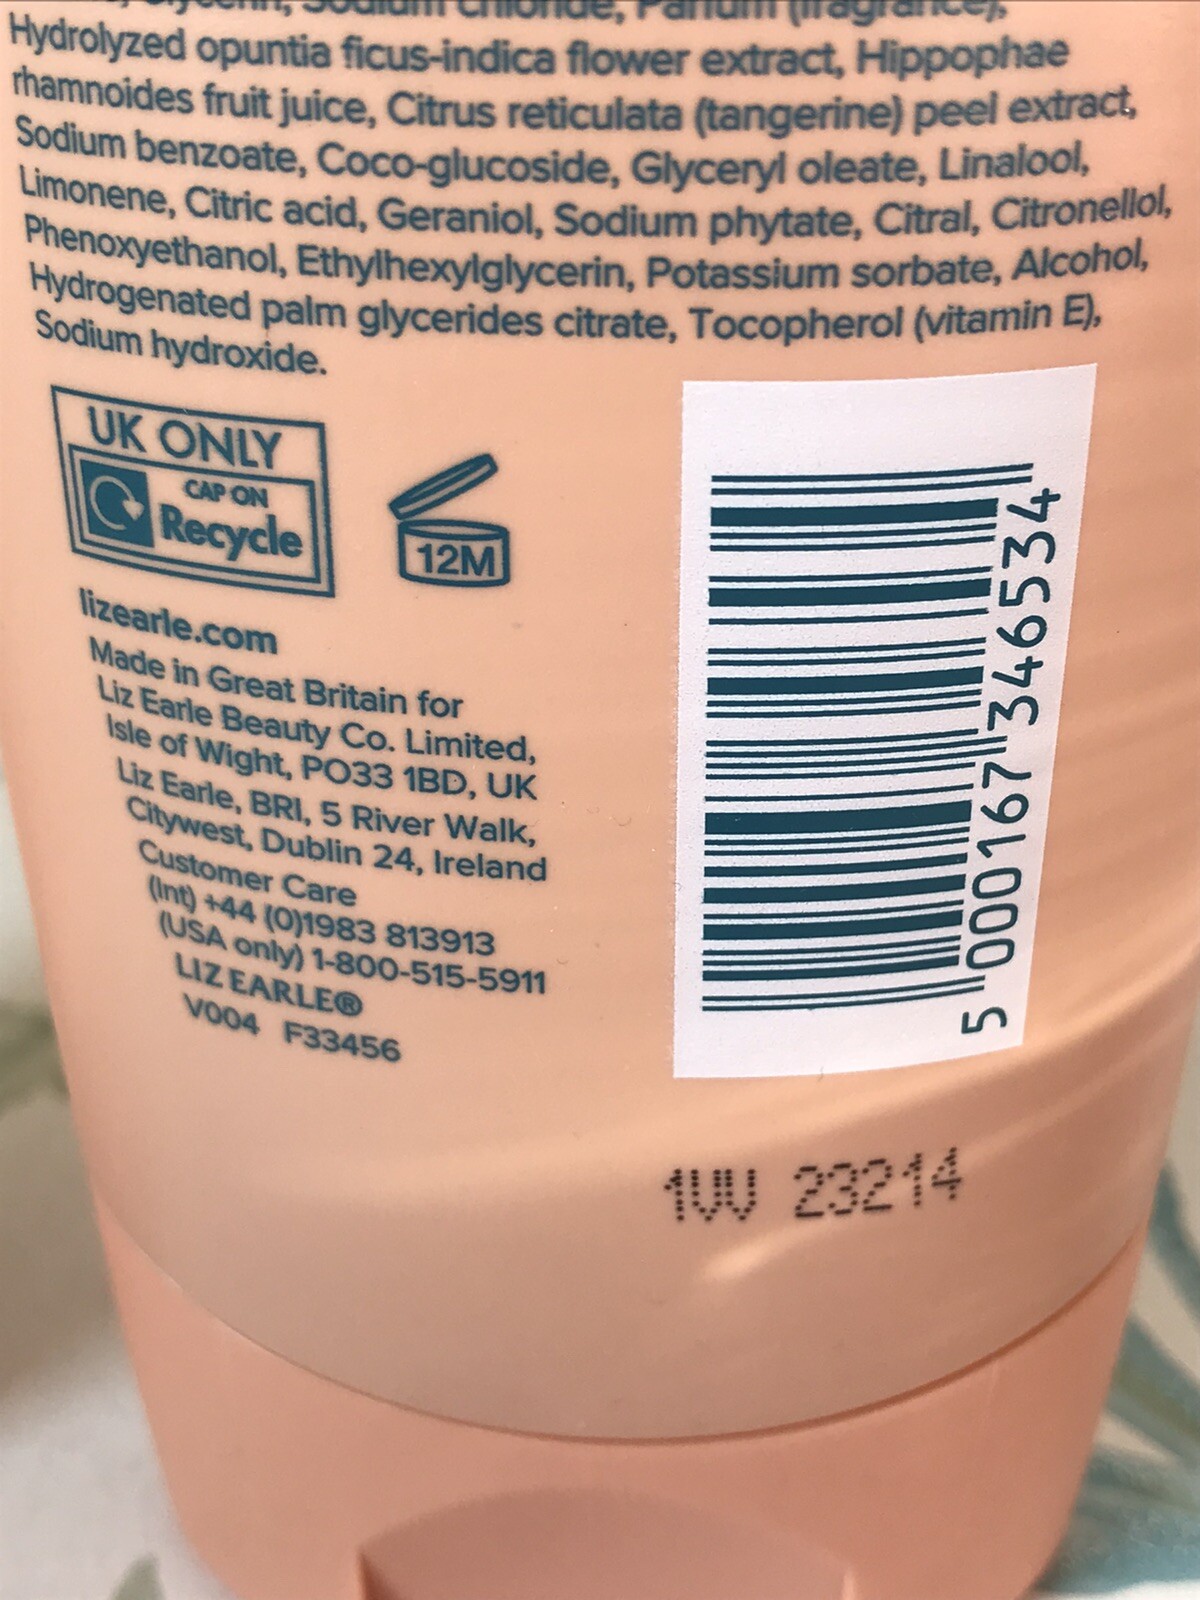 Glycerin, Sodium chloride, Parfum (fragrance),
Hydrolyzed opuntia ficus-indica flower extract, Hippophae
rhamnoides fruit juice, Citrus reticulata (tangerine) peel extract,
Sodium benzoate, Coco-glucoside, Glyceryl oleate, Linalool,
Limonene, Citric acid, Geraniol, Sodium phytate, Citral, Citronellol,
Phenoxyethanol, Ethylhexylglycerin, Potassium sorbate, Alcohol,
Hydrogenated palm glycerides citrate, Tocopherol (vitamin E),
Sodium hydroxide.
UK ONLY
CAP ON
Recycle
12M
lizearle.com
Made in Great Britain for
Liz Earle Beauty Co. Limited,
Isle of Wight, PO33 1BD, UK
Liz Earle, BRI, 5 River Walk,
Citywest, Dublin 24, Ireland
Customer Care
(Int) +44 (0)1983 813913
(USA only) 1-800-515-5911
LIZ EARLE®
V004 F33456
5 000167 346534
1VV 23214